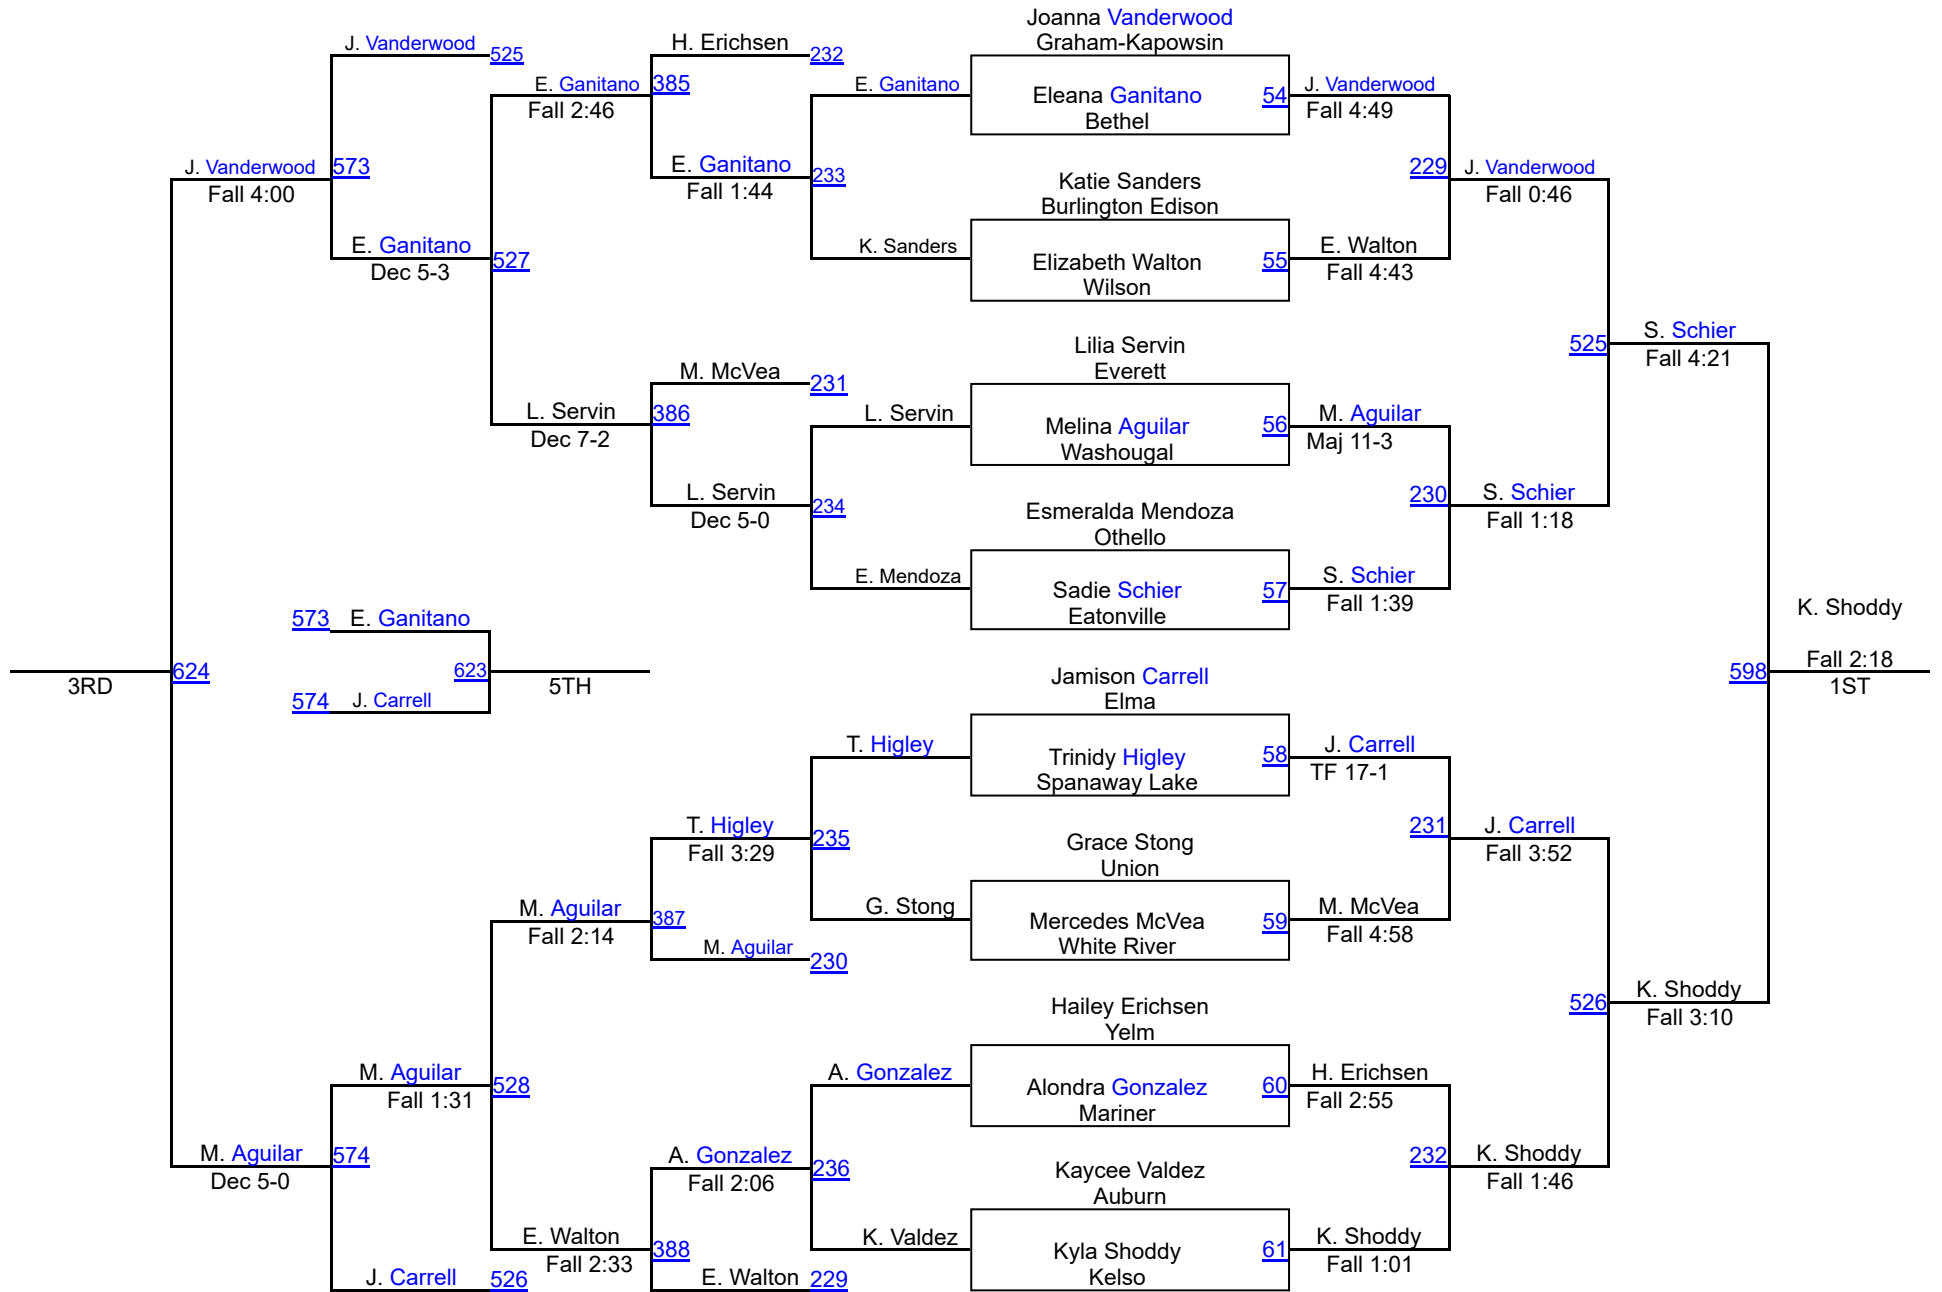 Joanna Vanderwood
J. Vanderwood
H. Erichsen
Graham-Kapowsin
525
232
E. Ganitano
385
E. Ganitano
J. Vanderwood
Eleana Ganitano
54
Fall 2:46
Fall 4:49
Bethel
J. Vanderwood
573
E. Ganitano
233
229
J. Vanderwood
Fall 4:00
Fall 1:44
Katie Sanders
Fall 0:46
Burlington Edison
E. Ganitano
527
K. Sanders
E. Walton
Elizabeth Walton
55
Dec 5-3
Fall 4:43
Wilson
S. Schier
Lilia Servin
525
Fall 4:21
M. McVea
231
Everett
L. Servin
386
L. Servin
M. Aguilar
Melina Aguilar
56
Dec 7-2
Maj 11-3
Washougal
L. Servin
234
230
S. Schier
Dec 5-0
Esmeralda Mendoza
Fall 1:18
Othello
E. Mendoza
S. Schier
Sadie Schier
57
Fall 1:39
Eatonville
573
E. Ganitano
K. Shoddy
624
623
598
Fall 2:18
3RD
5TH
1ST
574
J. Carrell
Jamison Carrell
Elma
T. Higley
J. Carrell
Trinidy Higley
58
TF 17-1
Spanaway Lake
T. Higley
235
231
J. Carrell
Fall 3:29
Grace Stong
Fall 3:52
Union
M. Aguilar
387
G. Stong
M. McVea
Mercedes McVea
59
Fall 2:14
Fall 4:58
M. Aguilar
230
White River
K. Shoddy
526
Hailey Erichsen
Fall 3:10
Yelm
M. Aguilar
528
A. Gonzalez
H. Erichsen
Alondra Gonzalez
60
Fall 1:31
Fall 2:55
Mariner
M. Aguilar
574
A. Gonzalez
236
232
K. Shoddy
Dec 5-0
Fall 2:06
Kaycee Valdez
Fall 1:46
Auburn
E. Walton
388
K. Valdez
K. Shoddy
Kyla Shoddy
61
Fall 2:33
Fall 1:01
J. Carrell
526
E. Walton
229
Kelso